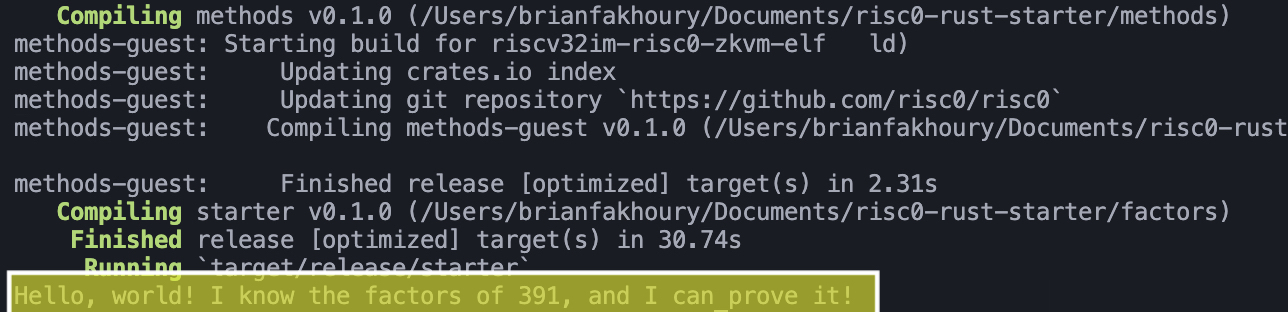 Compiling methods v0.1.0 (/Users/brianfakhoury/Documents/risc0-rust-starter/methods)
methods-guest: Starting build for riscv32im-risc0-zkvm-elf   ld)
methods-guest:     Updating crates.io index
methods-guest:     Updating git repository `https://github.com/risc0/risc0`
methods-guest:    Compiling methods-guest v0.1.0 (/Users/brianfakhoury/Documents/risc0-rust
methods-guest:     Finished release [optimized] target(s) in 2.31s
Compiling starter v0.1.0 (/Users/brianfakhoury/Documents/risc0-rust-starter/factors)
Finished release [optimized] target(s) in 30.74s
Running `target/release/starter`
Hello, world! I know the factors of 391, and I can prove it!